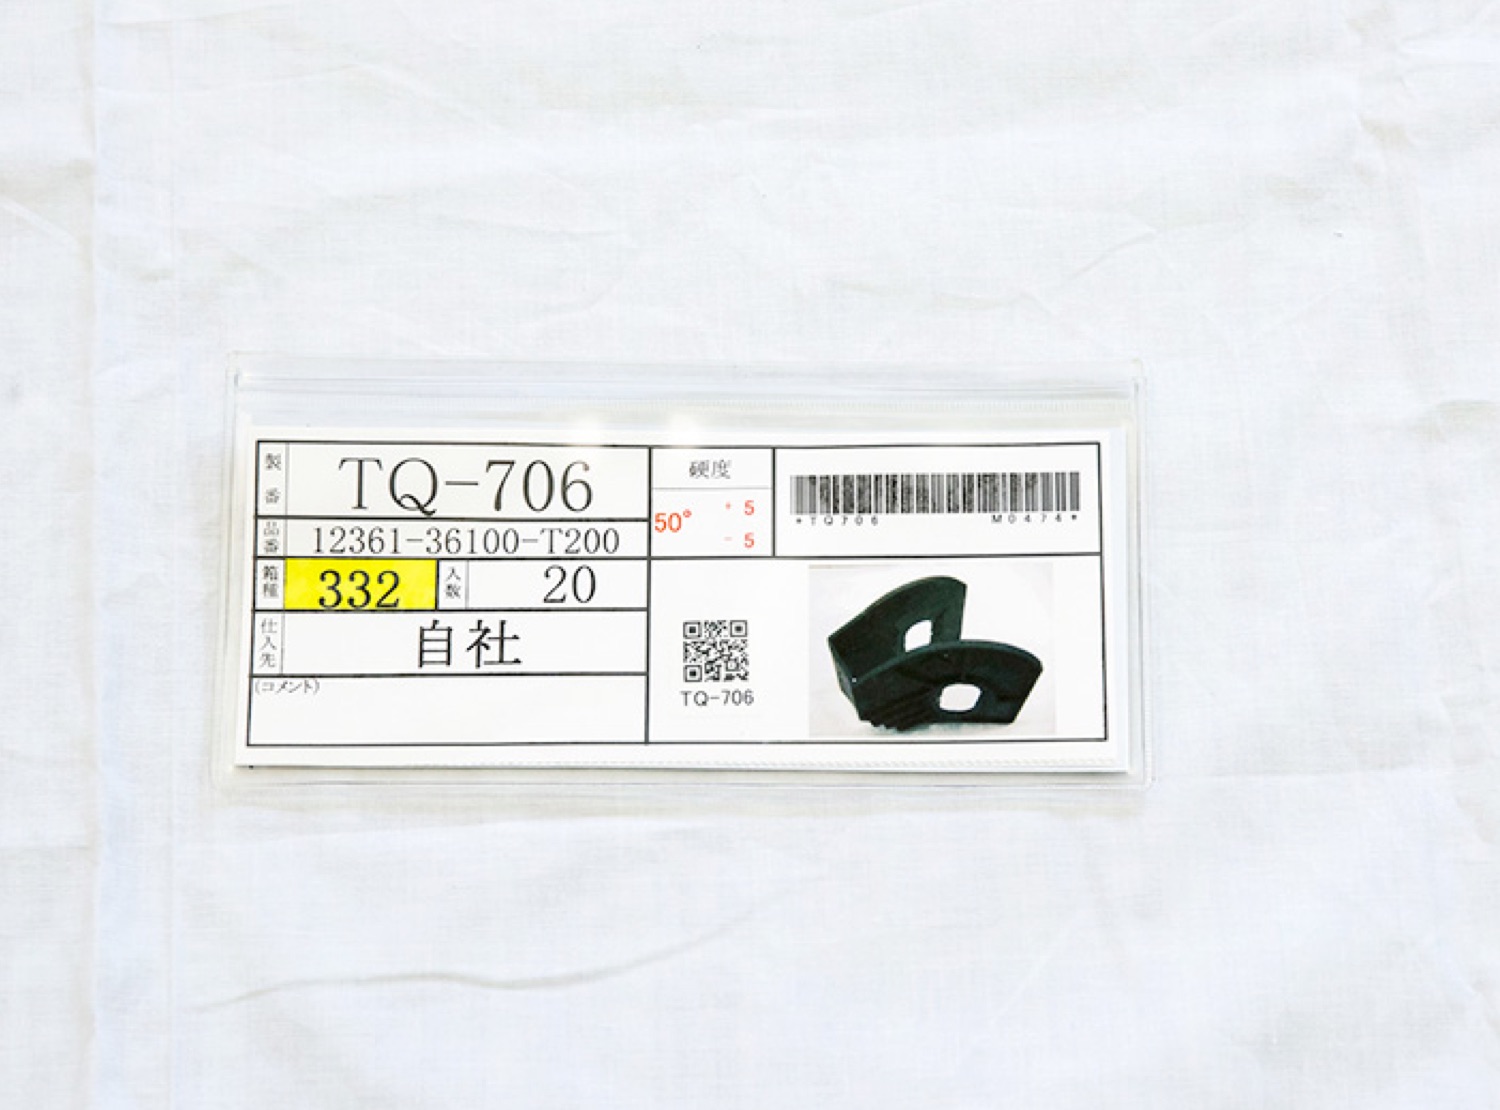 製番 TQ-706
品番 12361-36100-T200
箱種 332 入数 20
仕入先 自社
(コメント)
硬度
50° +5
-5
*TQ706 M0474*
TQ-706